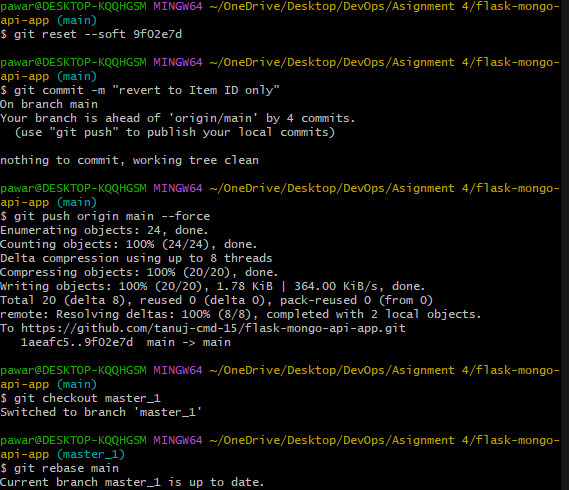 pawar@DESKTOP-KQQHGSM MINGW64 ~/OneDrive/Desktop/DevOps/Asignment 4/flask-mongo-
api-app (main)
$ git reset --soft 9f02e7d

pawar@DESKTOP-KQQHGSM MINGW64 ~/OneDrive/Desktop/DevOps/Asignment 4/flask-mongo-
api-app (main)
$ git commit -m "revert to Item ID only"
On branch main
Your branch is ahead of 'origin/main' by 4 commits.
  (use "git push" to publish your local commits)

nothing to commit, working tree clean

pawar@DESKTOP-KQQHGSM MINGW64 ~/OneDrive/Desktop/DevOps/Asignment 4/flask-mongo-
api-app (main)
$ git push origin main --force
Enumerating objects: 24, done.
Counting objects: 100% (24/24), done.
Delta compression using up to 8 threads
Compressing objects: 100% (20/20), done.
Writing objects: 100% (20/20), 1.78 KiB | 364.00 KiB/s, done.
Total 20 (delta 8), reused 0 (delta 0), pack-reused 0 (from 0)
remote: Resolving deltas: 100% (8/8), completed with 2 local objects.
To https://github.com/tanuj-cmd-15/flask-mongo-api-app.git
   1aeafc5..9f02e7d  main -> main

pawar@DESKTOP-KQQHGSM MINGW64 ~/OneDrive/Desktop/DevOps/Asignment 4/flask-mongo-
api-app (main)
$ git checkout master_1
Switched to branch 'master_1'

pawar@DESKTOP-KQQHGSM MINGW64 ~/OneDrive/Desktop/DevOps/Asignment 4/flask-mongo-
api-app (master_1)
$ git rebase main
Current branch master_1 is up to date.